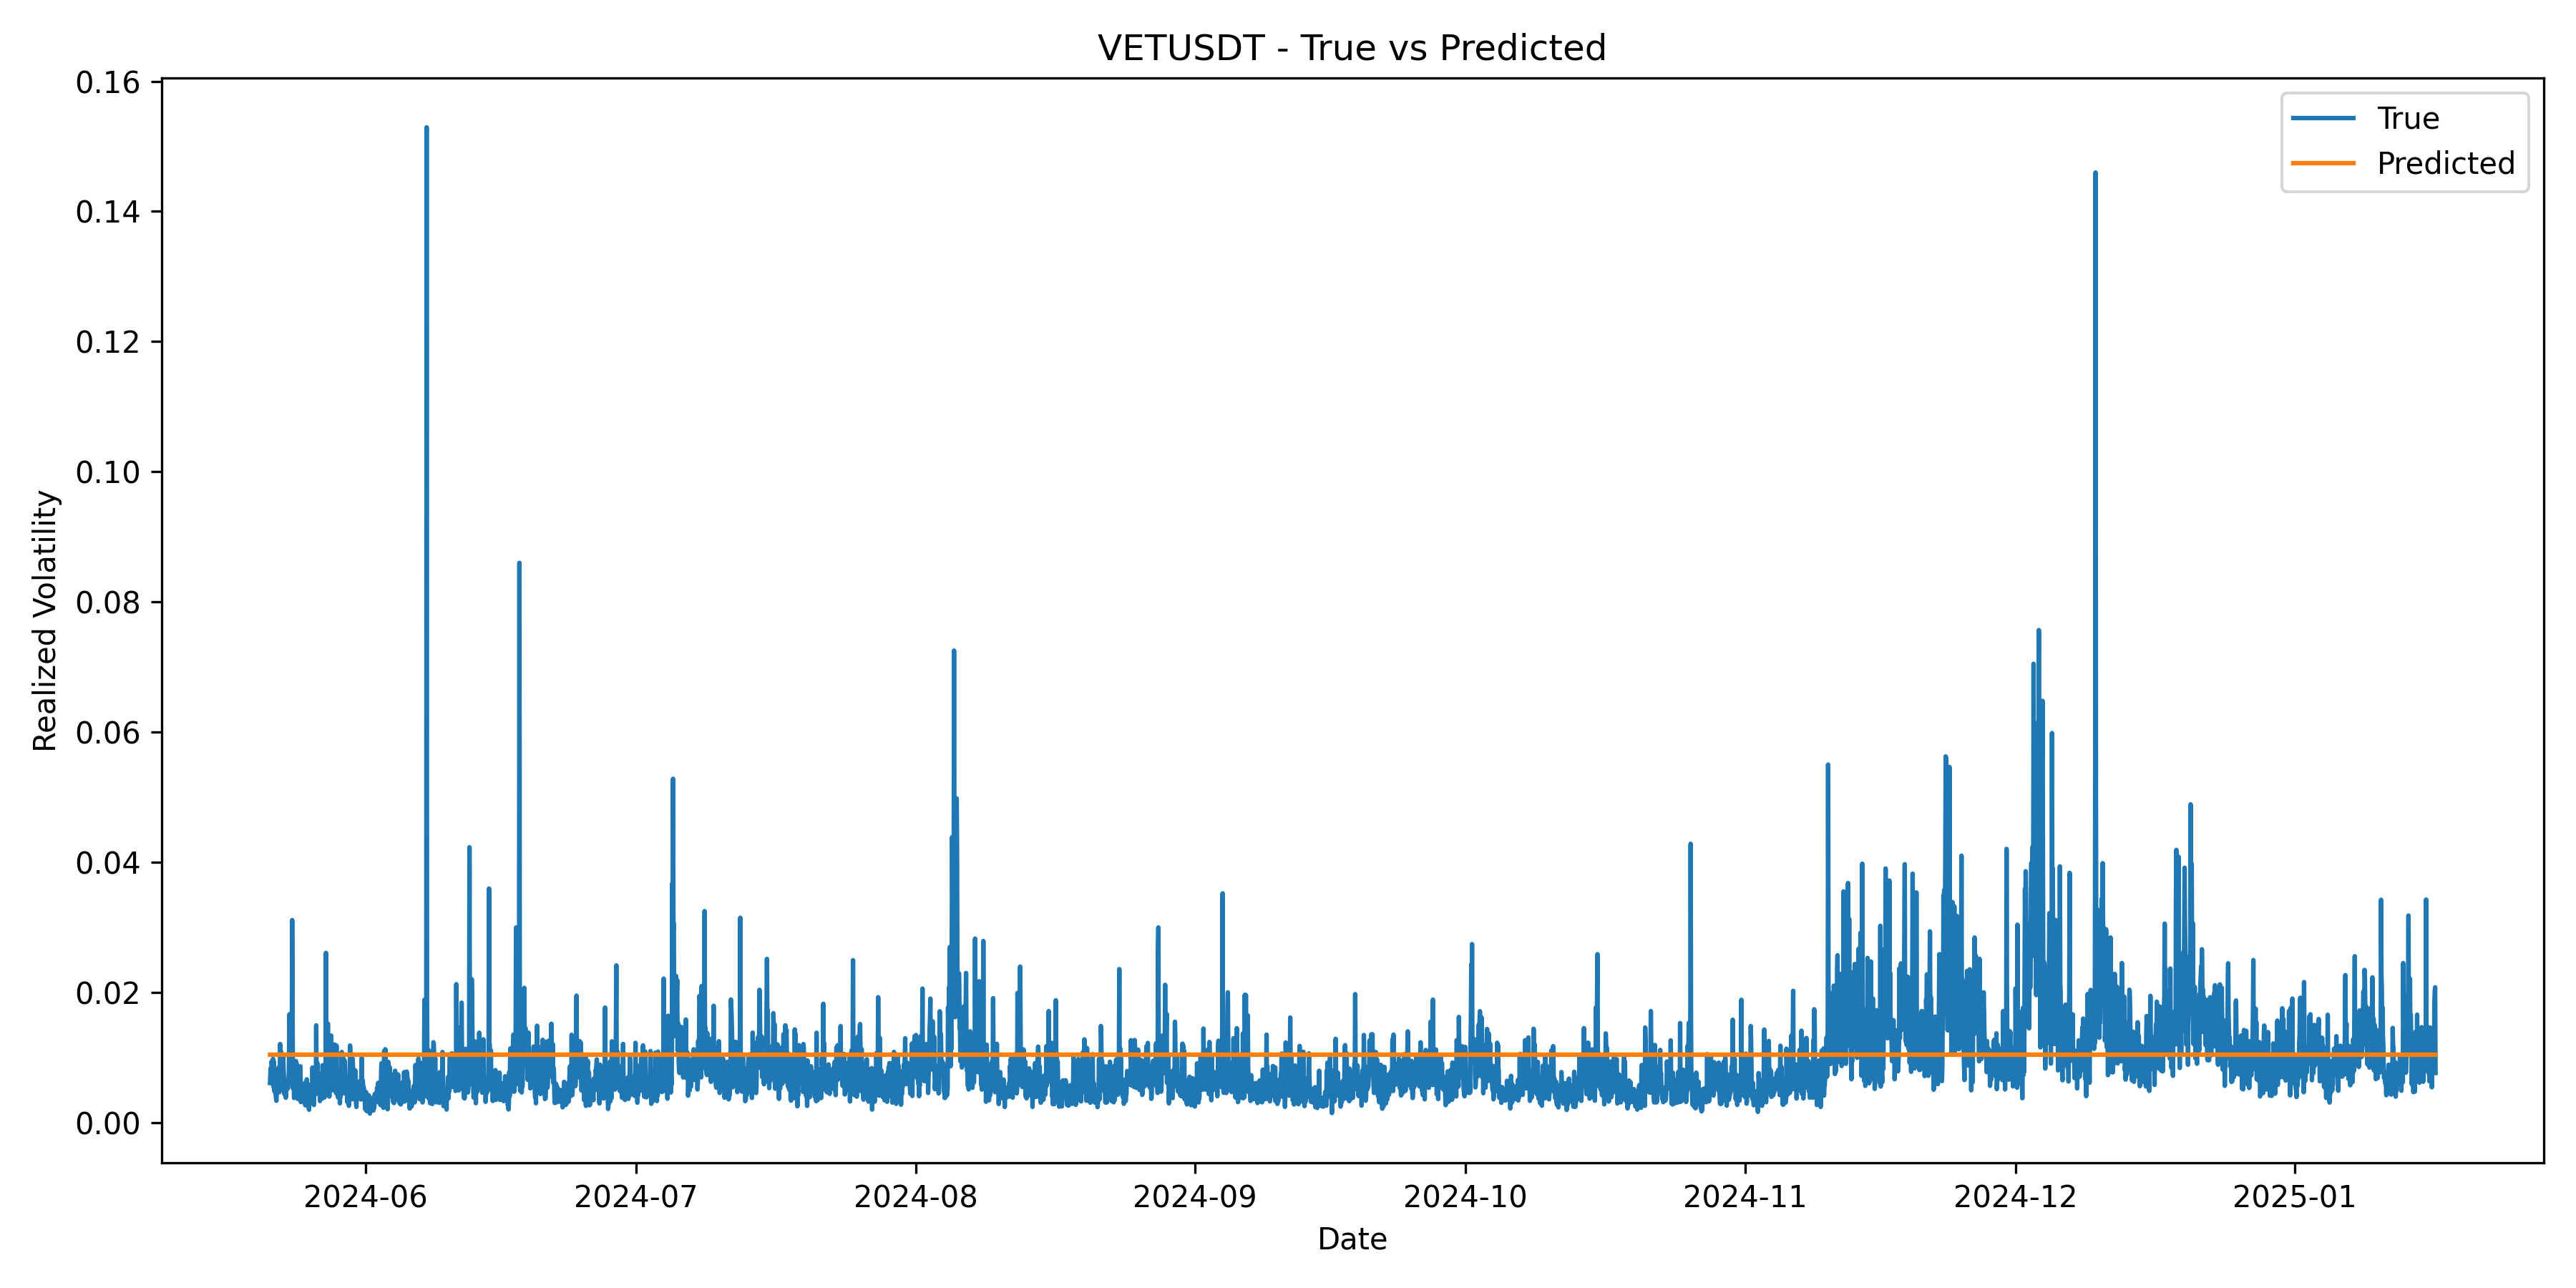 VETUSDT - True vs Predicted
True
Predicted
Realized Volatility
0.16
0.14
0.12
0.10
0.08
0.06
0.04
0.02
0.00
2024-06 2024-07 2024-08 2024-09 2024-10 2024-11 2024-12 2025-01
Date